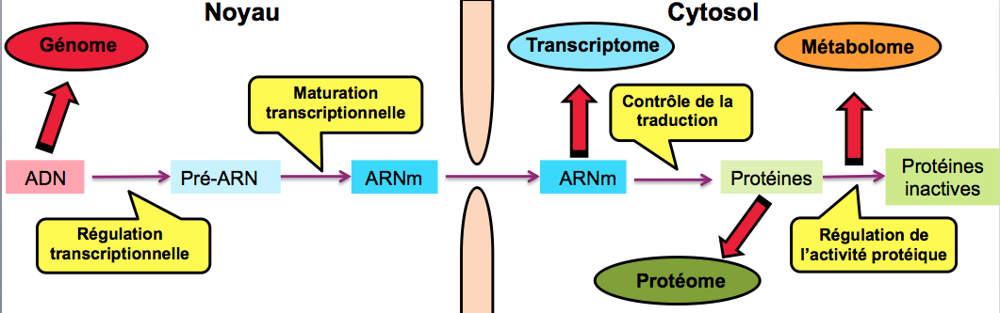 Noyau
Cytosol
Génome
Transcriptome
Métabolome
Maturation
transcriptionnelle
Contrôle de la
traduction
ADN
Pré-ARN
ARNm
ARNm
Protéines
Protéines
inactives
Régulation
transcriptionnelle
Régulation de
l’activité protéique
Protéome